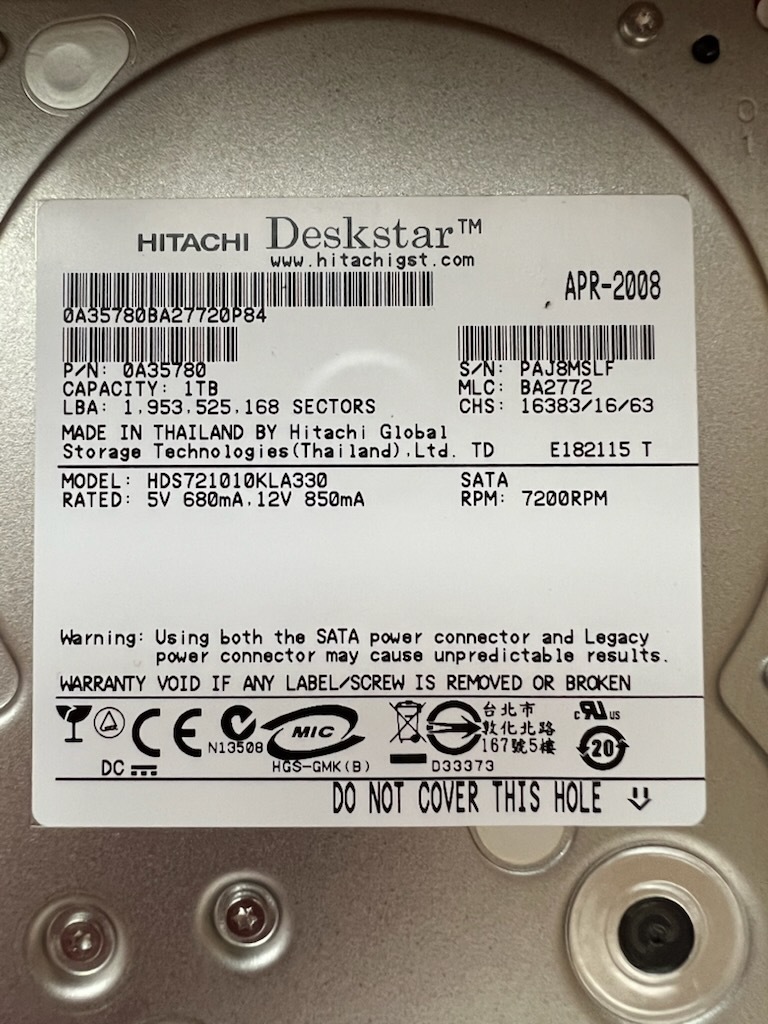 HITACHI Deskstar™
www.hitachigst.com
APR-2008
0A35780BA27720P84
P/N: 0A35780
S/N: PAJ8MSLF
CAPACITY: 1TB
MLC: BA2772
LBA: 1,953,525,168 SECTORS
CHS: 16383/16/63
MADE IN THAILAND BY Hitachi Global
Storage Technologies(Thailand),Ltd. TD E182115 T
MODEL: HDS721010KLA330
SATA
RATED: 5V 680mA,12V 850mA
RPM: 7200RPM
Warning: Using both the SATA power connector and Legacy
power connector may cause unpredictable results.
WARRANTY VOID IF ANY LABEL/SCREW IS REMOVED OR BROKEN
CE
N13508
MIC
台北市
敦化北路
167號5樓
c RU us
20
DC
HGS-GMK(B)
D33373
DO NOT COVER THIS HOLE